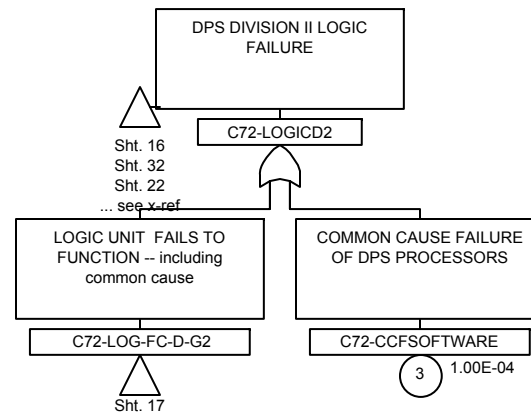 DPS DIVISION II LOGIC
FAILURE
C72-LOGICD2
Sht. 16
Sht. 32
Sht. 22
... see x-ref
LOGIC UNIT FAILS TO
FUNCTION -- including
common cause
C72-LOG-FC-D-G2
Sht. 17
COMMON CAUSE FAILURE
OF DPS PROCESSORS
C72-CCFSOFTWARE
3
1.00E-04